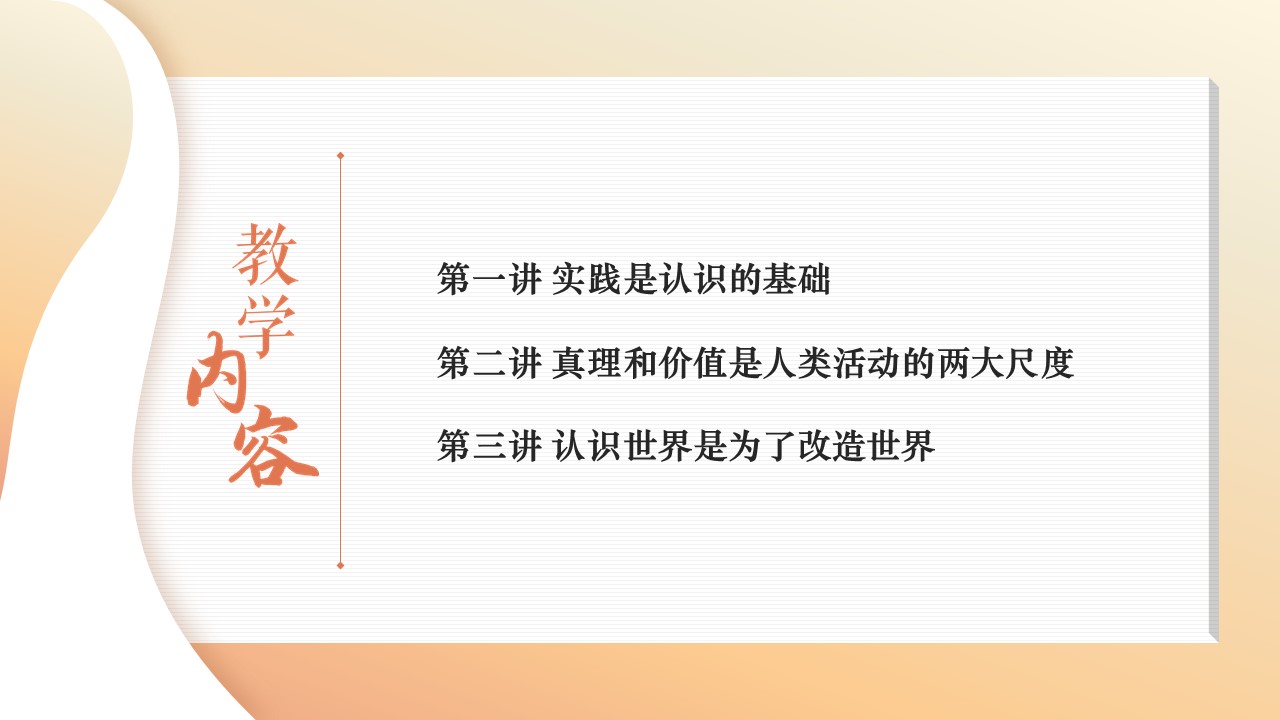 教学内容
第一讲 实践是认识的基础
第二讲 真理和价值是人类活动的两大尺度
第三讲 认识世界是为了改造世界